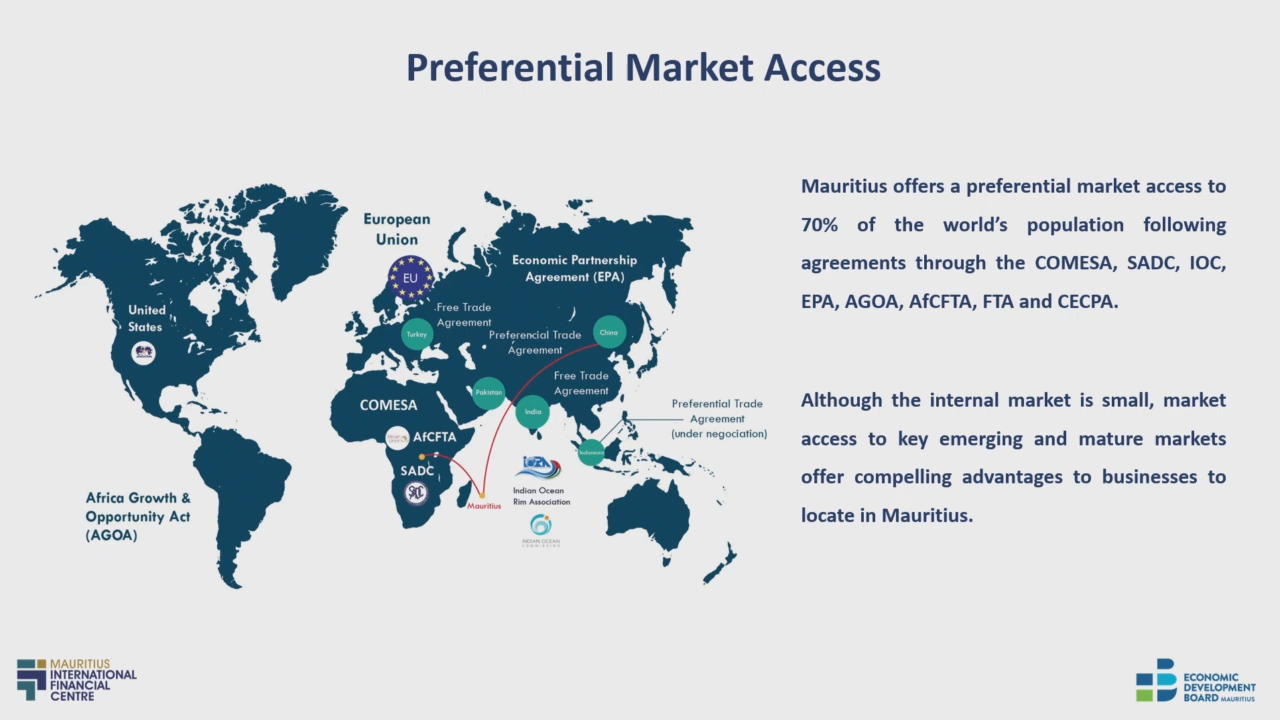 Preferential Market Access
Mauritius offers a preferential market access to
70% of the world's population following
agreements through the COMESA, SADC, IOC,
EPA, AGOA, AfCFTA, FTA and CECPA.
Although the internal market is small, market
access to key emerging and mature markets
offer compelling advantages to businesses to
locate in Mauritius.
European
Union
EU
Economic Partnership
Agreement (EPA)
United
States
.Free Trade
Agreement
Turkey
Preferencial Trade
Agreement
China
Free Trade
Agreement
Pakistan
India
COMESA
AfCFTA
SADC
Mauritius
Indonesia
Preferential Trade
Agreement
(under negociation)
Indian Ocean
Rim Association
INDIAN OCEAN
COMMISSION
Africa Growth &
Opportunity Act
(AGOA)
MAURITIUS
INTERNATIONAL
FINANCIAL
CENTRE
ECONOMIC
DEVELOPMENT
BOARD MAURITIUS